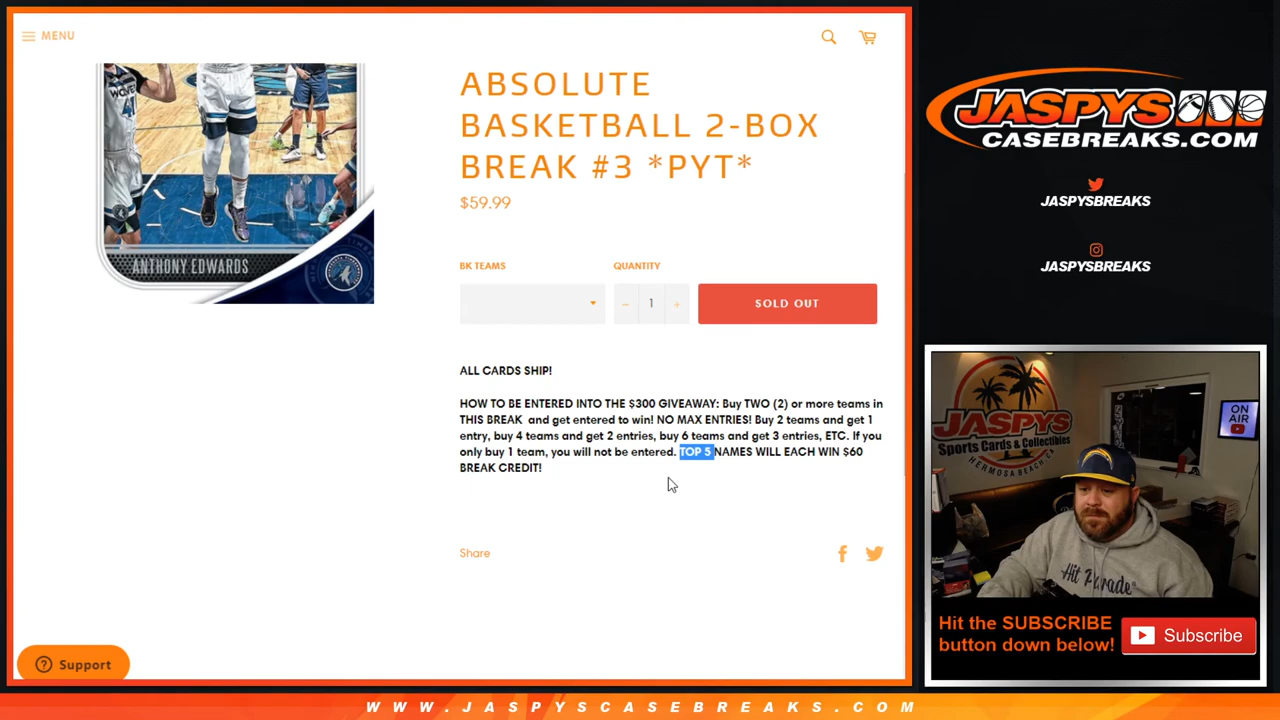 MENU
ABSOLUTE
BASKETBALL 2-BOX
BREAK #3 *PYT*
$59.99
BK TEAMS
QUANTITY
1
SOLD OUT
WOLVES
41
ANTHONY EDWARDS
ALL CARDS SHIP!
HOW TO BE ENTERED INTO THE $300 GIVEAWAY: Buy TWO (2) or more teams in
THIS BREAK and get entered to win! NO MAX ENTRIES! Buy 2 teams and get 1
entry, buy 4 teams and get 2 entries, buy 6 teams and get 3 entries, ETC. If you
only buy 1 team, you will not be entered. TOP 5 NAMES WILL EACH WIN $60
BREAK CREDIT!
Share
Support
JASPYS
CASEBREAKS.COM
JASPYSBREAKS
JASPYSBREAKS
JASPYS
Sports Cards & Collectibles
HERMOSA BEACH, CA
ON
AIR
Hit Parade
Hit the SUBSCRIBE
button down below!
Subscribe
WWW.JASPYSCASEBREAKS.COM